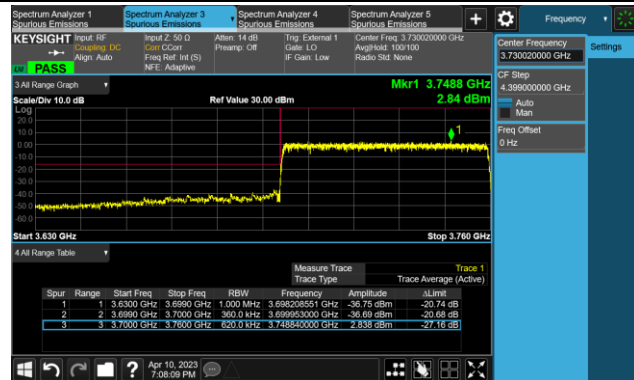 Spectrum Analyzer 1
Spurious Emissions
Spectrum Analyzer 3
Spurious Emissions
Spectrum Analyzer 2
Spurious Emissions
Spectrum Analyzer 4
Spurious Emissions
Spectrum Analyzer 5
Spurious Emissions
Frequency
KEYSIGHT
Input: RF
Coupling: DC
Align: Auto
Input Z: 50 Ω
Corr CCorr
Freq Ref: Int (S)
NFE: Adaptive
Atten: 14 dB
Preamp: Off
Trig: External 1
Gate: LO
IF Gain: Low
Center Freq: 3.730020000 GHz
Avg|Hold: 100/100
Radio Std: None
PASS
Center Frequency
3.730020000 GHz
Settings
CF Step
4.399000000 GHz
Auto
Man
Freq Offset
0 Hz
3 All Range Graph
Mkr1 3.7488 GHz
2.84 dBm
Scale/Div 10.0 dB
Ref Value 30.00 dBm
Log
20.0
10.0
0.00
-10.0
-20.0
-30.0
-40.0
-50.0
-60.0
1
Start 3.630 GHz
Stop 3.760 GHz
4 All Range Table
Measure Trace Trace 1
Trace Type Trace Average (Active)
Spur Range Start Freq Stop Freq RBW Frequency Amplitude ΔLimit
1 1 3.6300 GHz 3.6990 GHz 1.000 MHz 3.698208551 GHz -36.75 dBm -20.74 dB
2 2 3.6990 GHz 3.7000 GHz 360.0 kHz 3.699953000 GHz -36.69 dBm -20.68 dB
3 3 3.7000 GHz 3.7600 GHz 620.0 kHz 3.748840000 GHz 2.838 dBm -27.16 dB
Apr 10, 2023
7:08:09 PM